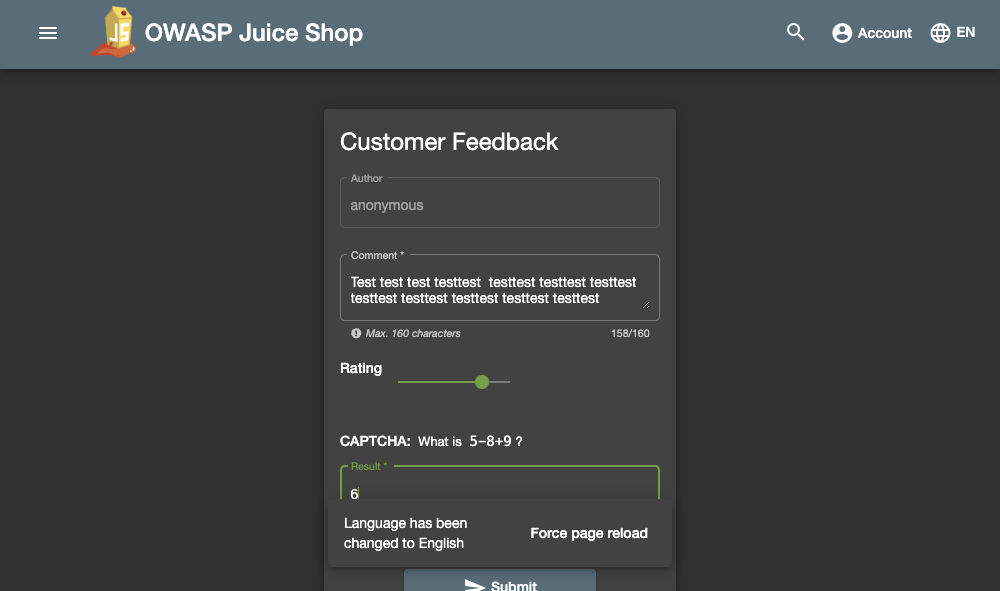 OWASP Juice Shop
Account
EN
Customer Feedback
Author
anonymous
Comment *
Test test test testtest  testtest testtest testtest
testtest testtest testtest testtest testtest
Max. 160 characters
158/160
Rating
CAPTCHA: What is 5−8+9 ?
Result *
6
Language has been
changed to English
Force page reload
Submit